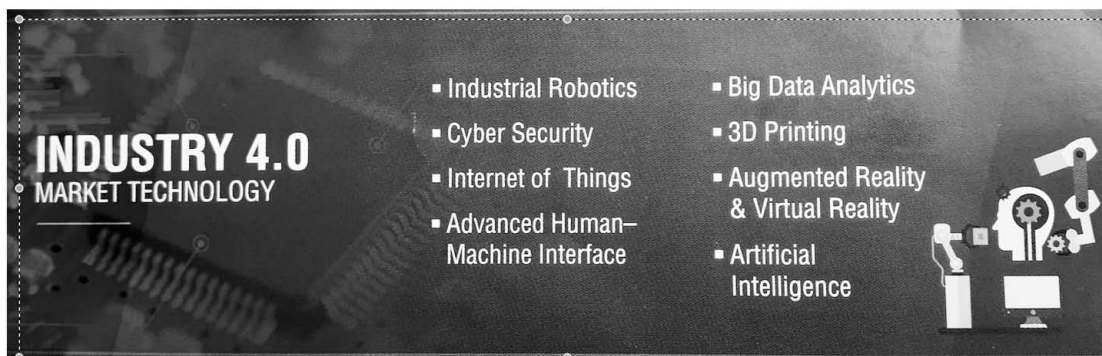 INDUSTRY 4.0
MARKET TECHNOLOGY
▪ Industrial Robotics
▪ Cyber Security
▪ Internet of Things
▪ Advanced Human–
Machine Interface
▪ Big Data Analytics
▪ 3D Printing
▪ Augmented Reality
& Virtual Reality
▪ Artificial
Intelligence